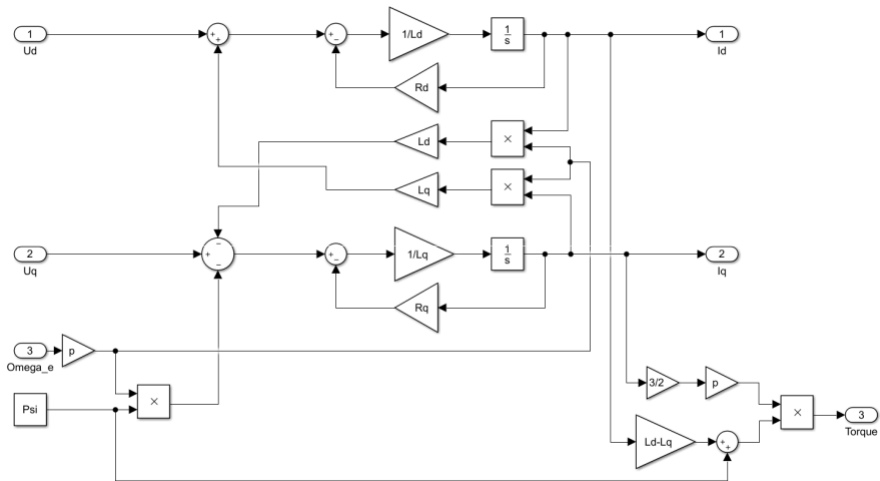 1
Ud
+
+
+
−
1/Ld
1
s
1
Id
Rd
Ld
×
Lq
×
2
Uq
−
+
−
+
−
1/Lq
1
s
2
Iq
Rq
3
Omega_e
p
Psi
×
3/2
p
×
3
Torque
Ld-Lq
+
+